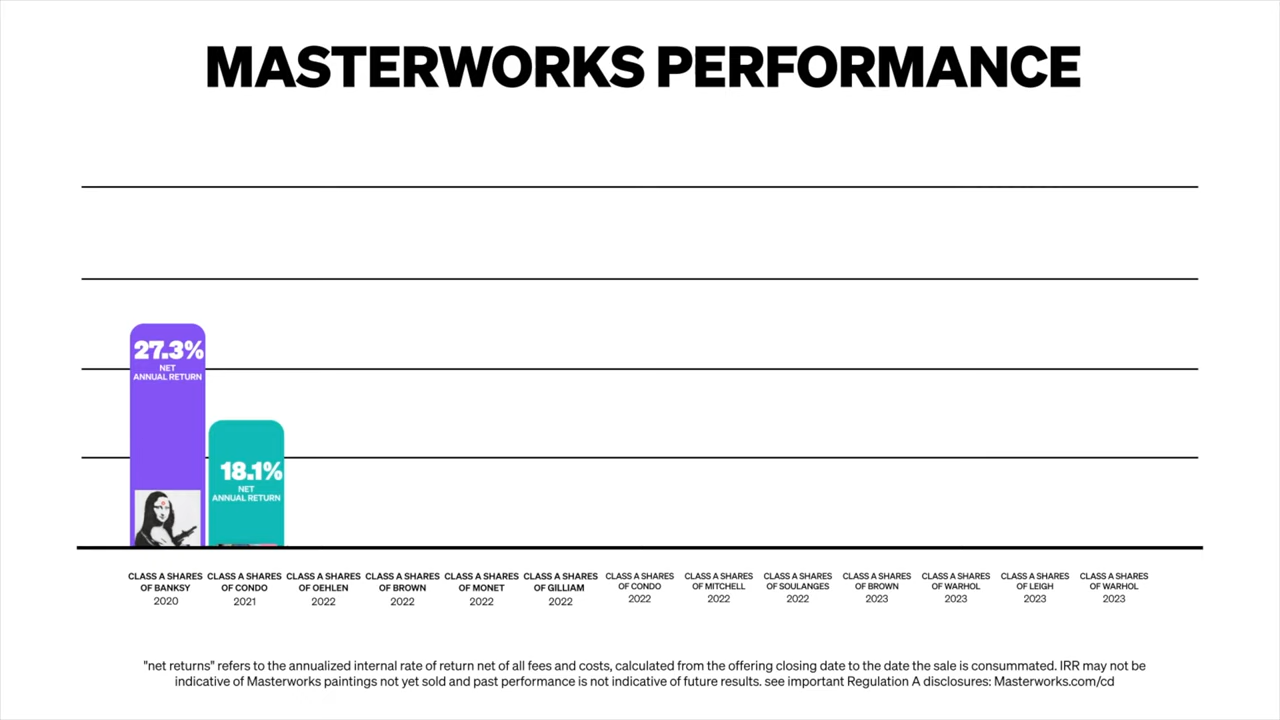 MASTERWORKS PERFORMANCE
27.3%
NET
ANNUAL RETURN
18.1%
NET
ANNUAL RETURN
CLASS A SHARES
OF BANKSY
2020
CLASS A SHARES
OF CONDO
2021
CLASS A SHARES
OF OEHLEN
2022
CLASS A SHARES
OF BROWN
2022
CLASS A SHARES
OF MONET
2022
CLASS A SHARES
OF GILLIAM
2022
CLASS A SHARES
OF CONDO
2022
CLASS A SHARES
OF MITCHELL
2022
CLASS A SHARES
OF SOULANGES
2022
CLASS A SHARES
OF BROWN
2023
CLASS A SHARES
OF WARHOL
2023
CLASS A SHARES
OF LEIGH
2023
CLASS A SHARES
OF WARHOL
2023
"net returns" refers to the annualized internal rate of return net of all fees and costs, calculated from the offering closing date to the date the sale is consummated. IRR may not be
indicative of Masterworks paintings not yet sold and past performance is not indicative of future results. see important Regulation A disclosures: Masterworks.com/cd